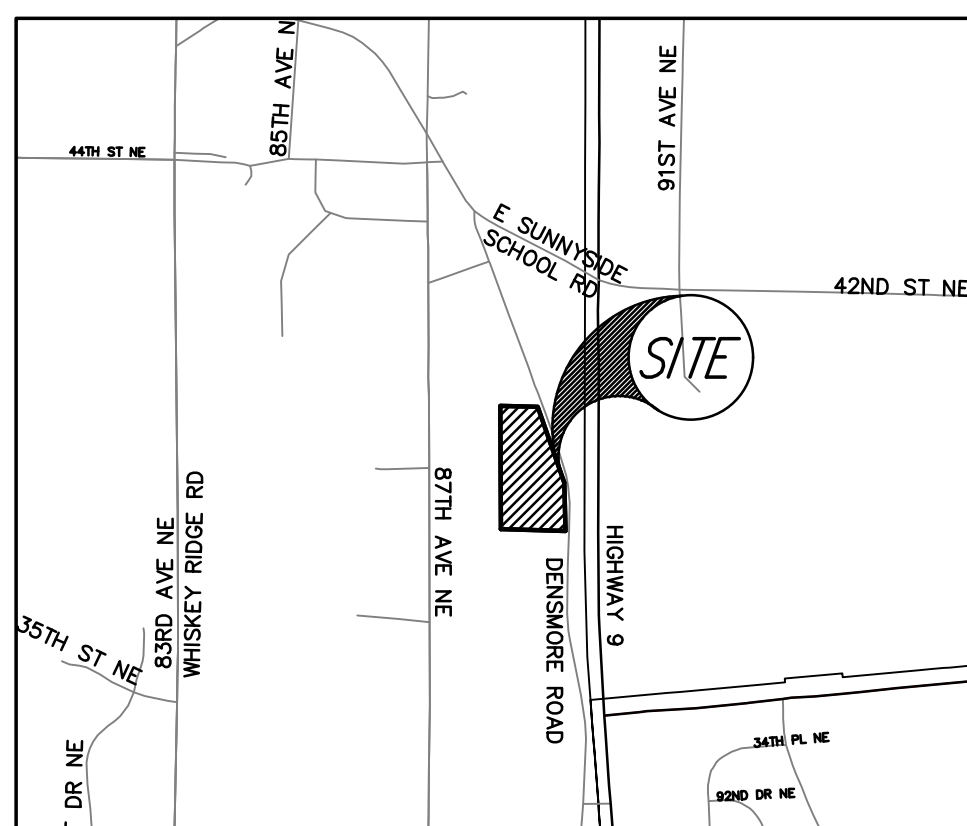 85TH AVE N
91ST AVE NE
44TH ST NE
E SUNNYSIDE
SCHOOL RD
42ND ST NE
SITE
83RD AVE NE
WHISKEY RIDGE RD
87TH AVE NE
HIGHWAY 9
DENSMORE ROAD
35TH ST NE
DR NE
34TH PL NE
92ND DR NE